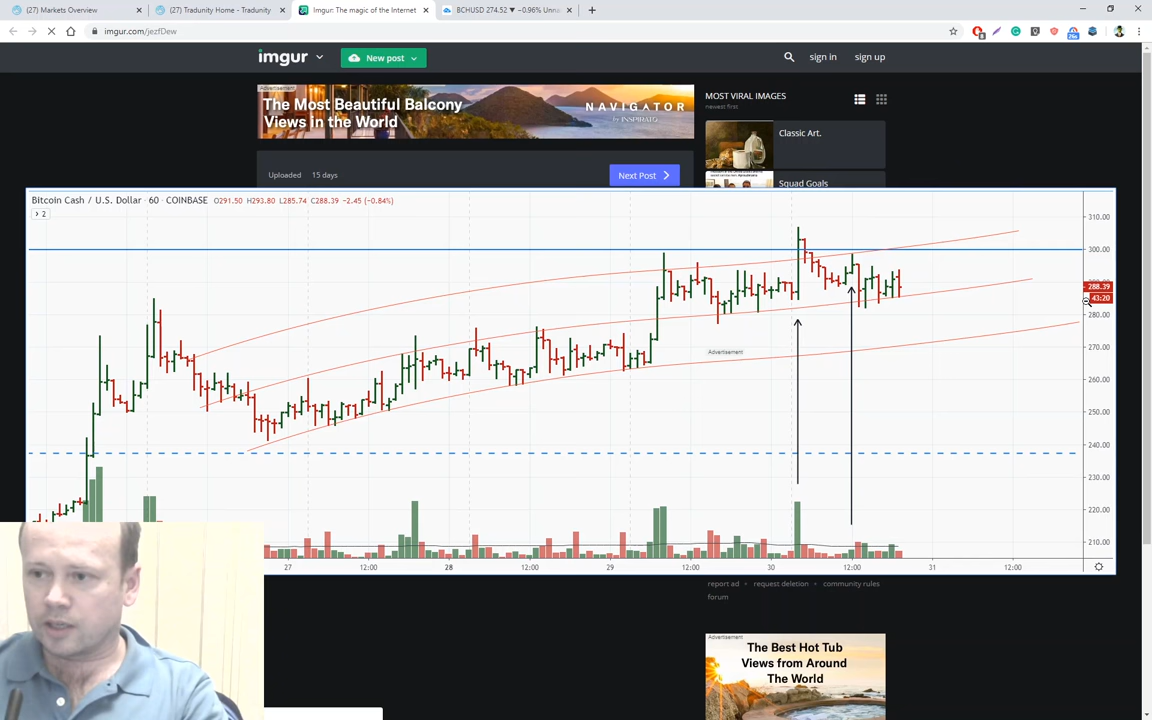 (27) Markets Overview
(27) Tradunity Home - Tradunity
Imgur: The magic of the Internet
BCHUSD 274.52 ▼ −0.96% Unna
imgur.com/jezfDew
imgur
New post
sign in
sign up
Advertisement
The Most Beautiful Balcony
Views in the World
NAVIGATOR
by INSPIRATO
MOST VIRAL IMAGES
newest first
Classic Art.
Squad Goals
Uploaded 15 days
Next Post
Bitcoin Cash / U.S. Dollar · 60 · COINBASE O291.50 H293.80 L285.74 C288.39 −2.45 (−0.84%)
2
310.00
300.00
288.39
43:20
280.00
270.00
260.00
250.00
240.00
230.00
220.00
210.00
Advertisement
27
12:00
28
12:00
29
12:00
30
12:00
31
12:00
report ad • request deletion • community rules
forum
Advertisement
The Best Hot Tub
Views from Around
The World